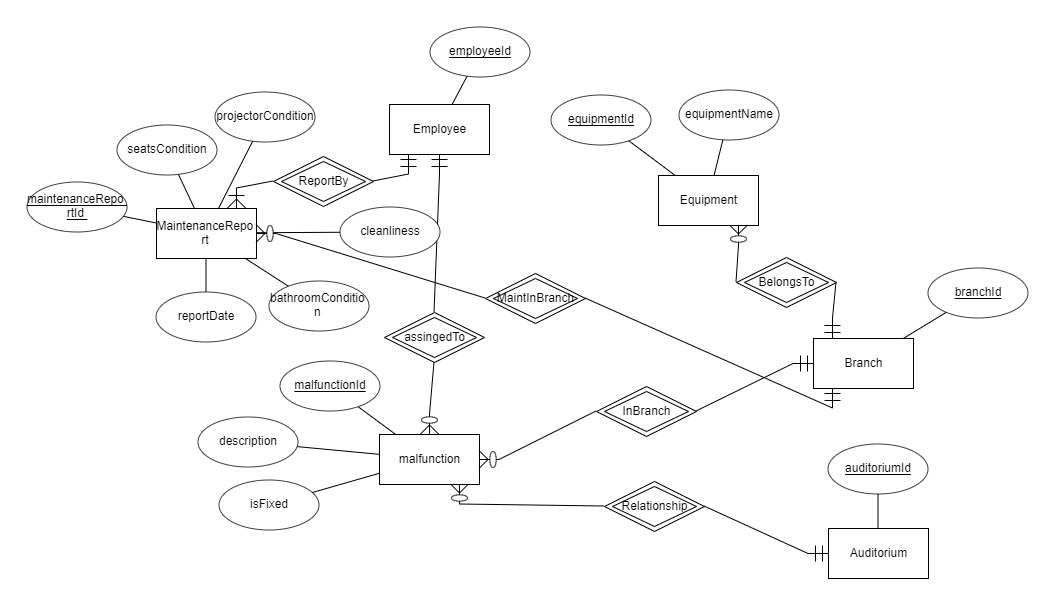 employeeId
projectorCondition
equipmentName
equipmentId
Employee
seatsCondition
ReportBy
maintenanceRepo
rtId
Equipment
MaintenanceRepo
rt
cleanliness
BelongsTo
branchId
MaintInBranch
bathroomConditio
n
reportDate
assingedTo
Branch
malfunctionId
InBranch
description
malfunction
auditoriumId
isFixed
Relationship
Auditorium